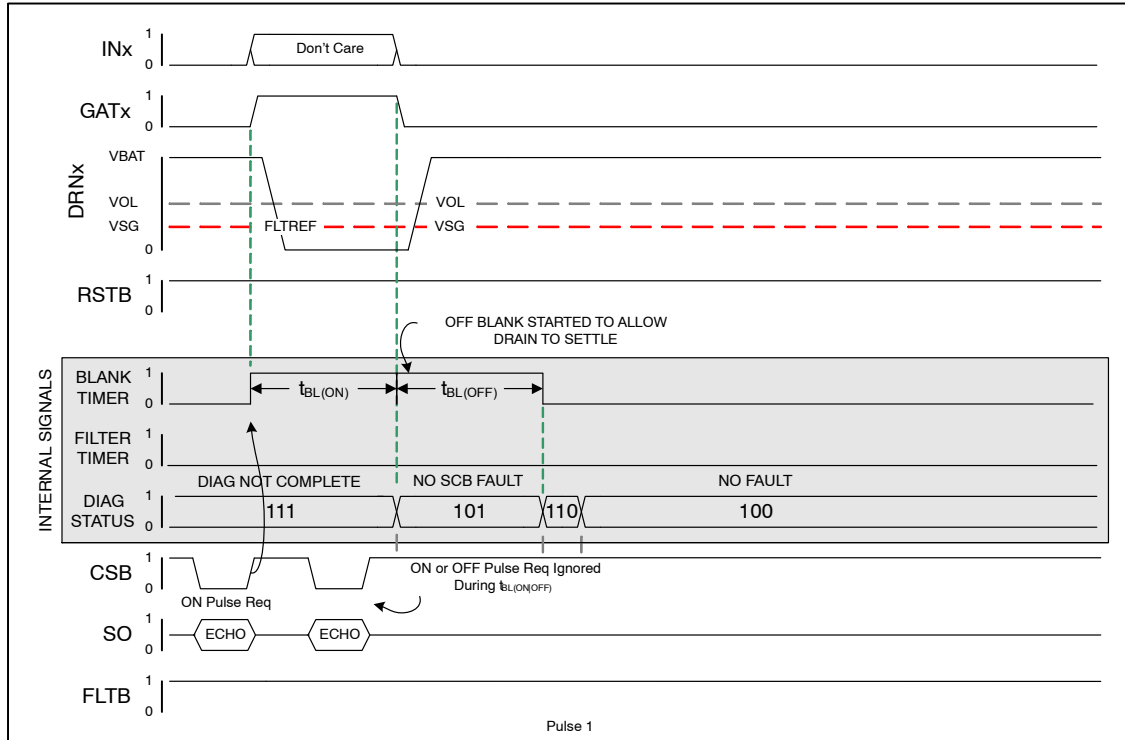 INx
1
0
Don't Care
GATx
1
0
DRNx
VBAT
VOL
VSG
FLTREF
VOL
VSG
RSTB
1
0
OFF BLANK STARTED TO ALLOW
DRAIN TO SETTLE
INTERNAL SIGNALS
BLANK
TIMER
1
0
tBL(ON)
tBL(OFF)
FILTER
TIMER
1
0
DIAG NOT COMPLETE
NO SCB FAULT
NO FAULT
DIAG
STATUS
1
0
111
101
110
100
CSB
1
0
ON Pulse Req
ON or OFF Pulse Req Ignored
During tBL(ON|OFF)
SO
1
0
ECHO
ECHO
FLTB
1
0
Pulse 1